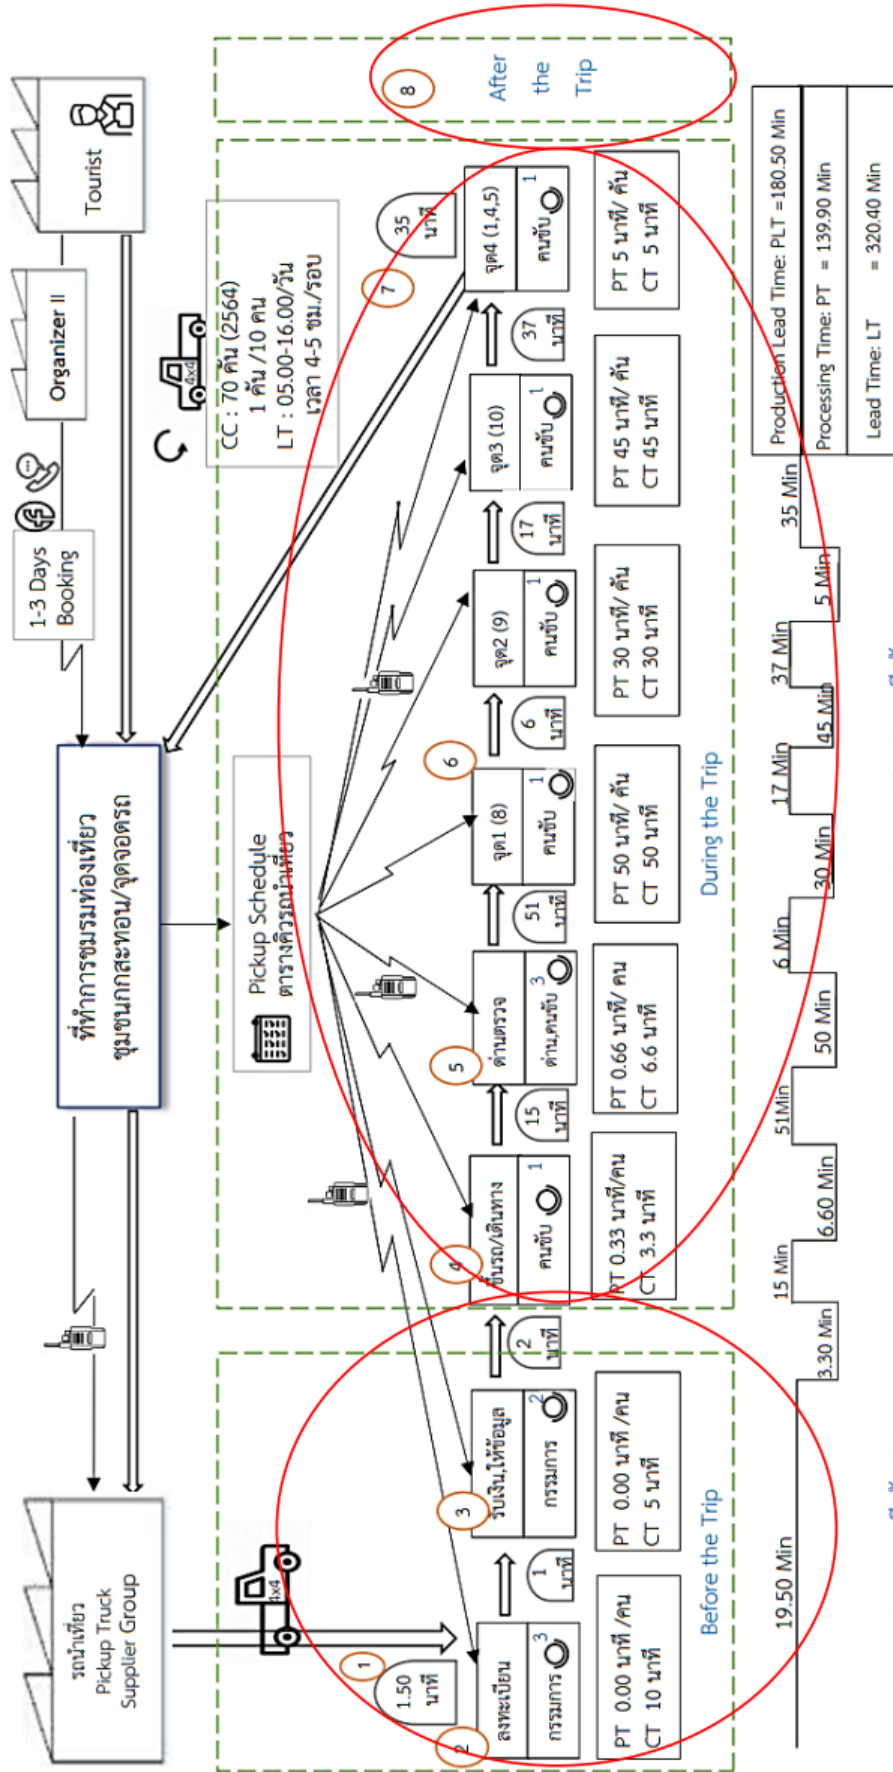 รถนำเที่ยว
Pickup Truck
Supplier Group
ที่ทำการชมรมท่องเที่ยว
ชุมชนกกสะทอน/จุดจอดรถ
1-3 Days
Booking
Organizer II
Tourist
4x4
Pickup Schedule
ตารางคิวรถนำเที่ยว
4x4
CC : 70 คัน (2564)
1 คัน /10 คน
LT : 05.00-16.00/วัน
เวลา 4-5 ชม./รอบ
1
1.50
นาที
2
ลงทะเบียน
กรรมการ
3
PT 0.00 นาที/คน
CT 10 นาที
1
นาที
3
รับเงิน,ให้ข้อมูล
กรรมการ
2
PT 0.00 นาที /คน
CT 5 นาที
Before the Trip
2
นาที
4
ขึ้นรถ/เดินทาง
คนขับ
1
PT 0.33 นาที/คน
CT 3.3 นาที
15
นาที
5
ด่านตรวจ
ด่าน,คนขับ
3
PT 0.66 นาที/ คน
CT 6.6 นาที
51
นาที
6
จุด1 (8)
คนขับ
1
PT 50 นาที/ คัน
CT 50 นาที
6
นาที
จุด2 (9)
คนขับ
1
PT 30 นาที/ คัน
CT 30 นาที
17
นาที
จุด3 (10)
คนขับ
1
PT 45 นาที/ คัน
CT 45 นาที
37
นาที
7
35
นาที
จุด4 (1,4,5)
คนขับ
1
PT 5 นาที/ คัน
CT 5 นาที
During the Trip
8
After
the
Trip
19.50 Min
3.30 Min
15 Min
6.60 Min
51Min
50 Min
6 Min
30 Min
17 Min
45 Min
37 Min
5 Min
35 Min
Production Lead Time: PLT =180.50 Min
Processing Time: PT = 139.90 Min
Lead Time: LT = 320.40 Min